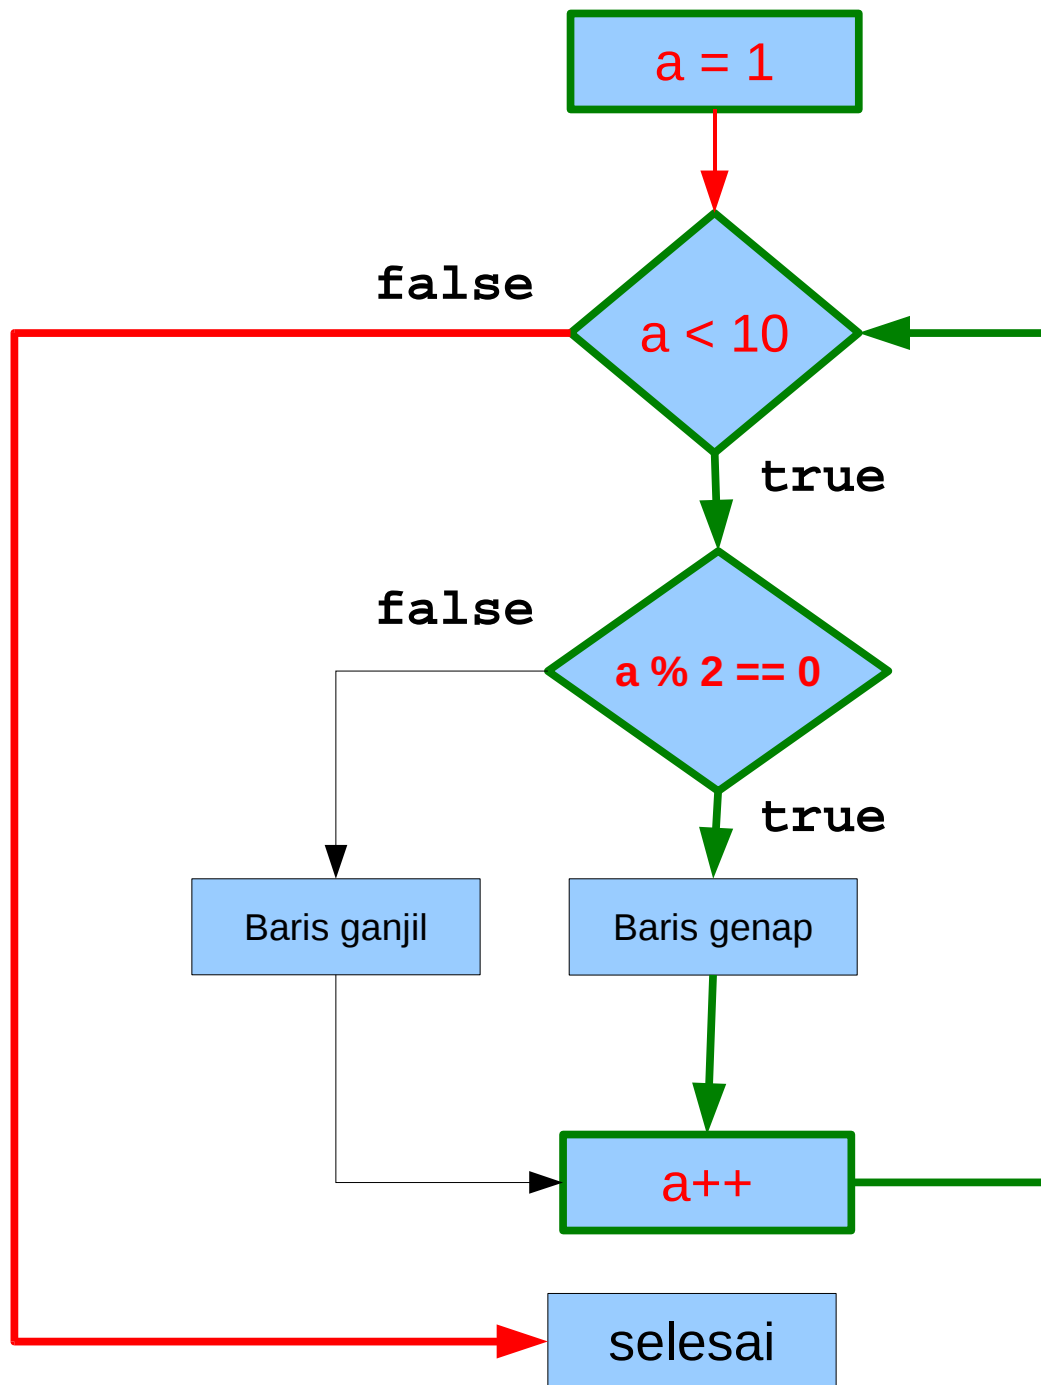 a = 1
false
a < 10
true
false
a % 2 == 0
true
Baris ganjil
Baris genap
a++
selesai